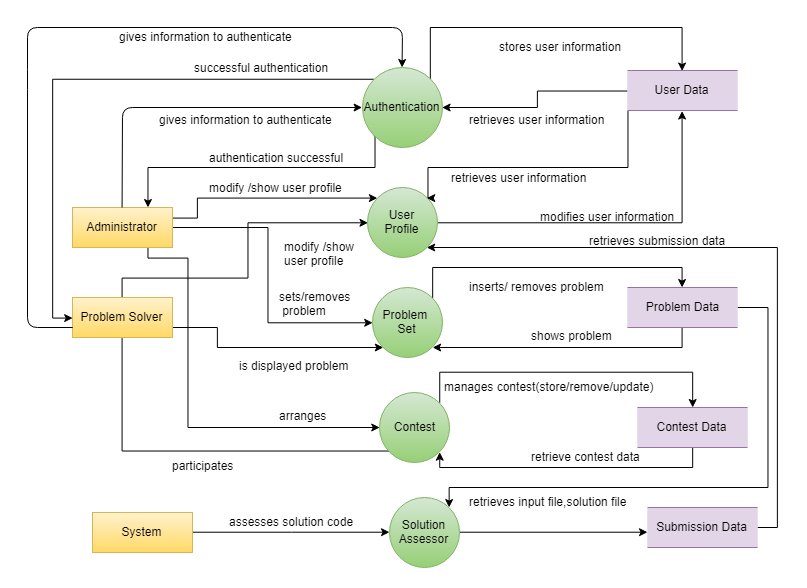 gives information to authenticate
stores user information
successful authentication
User Data
Authentication
gives information to authenticate
retrieves user information
authentication successful
retrieves user information
modify /show user profile
User
Profile
modifies user information
Administrator
retrieves submission data
modify /show
user profile
inserts/ removes problem
sets/removes
problem
Problem Data
Problem Solver
Problem
Set
shows problem
is displayed problem
manages contest(store/remove/update)
arranges
Contest
Contest Data
retrieve contest data
participates
retrieves input file,solution file
assesses solution code
System
Solution
Assessor
Submission Data